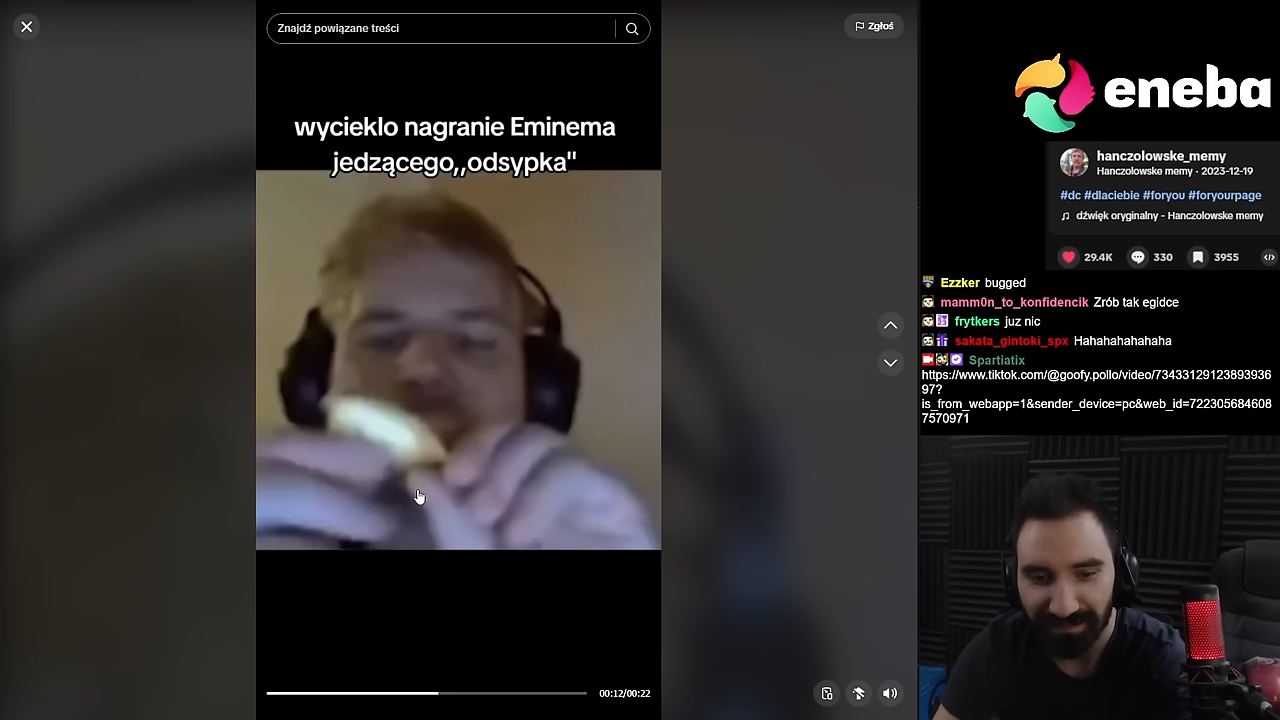 Znajdź powiązane treści
Zgłoś
wycieklo nagranie Eminema
jedzącego,,odsypka"
00:12/00:22
eneba
hanczolowske_memy
Hanczolowske memy · 2023-12-19
#dc #dlaciebie #foryou #foryourpage
dźwięk oryginalny - Hanczolowske memy
29.4K 330 3955
Ezzker bugged
mamm0n_to_konfidencik Zrób tak egidce
frytkers juz nic
sakata_gintoki_spx Hahahahahahaha
Spartiatix
https://www.tiktok.com/@goofy.pollo/video/73433129123893936
97?
is_from_webapp=1&sender_device=pc&web_id=722305684608
7570971